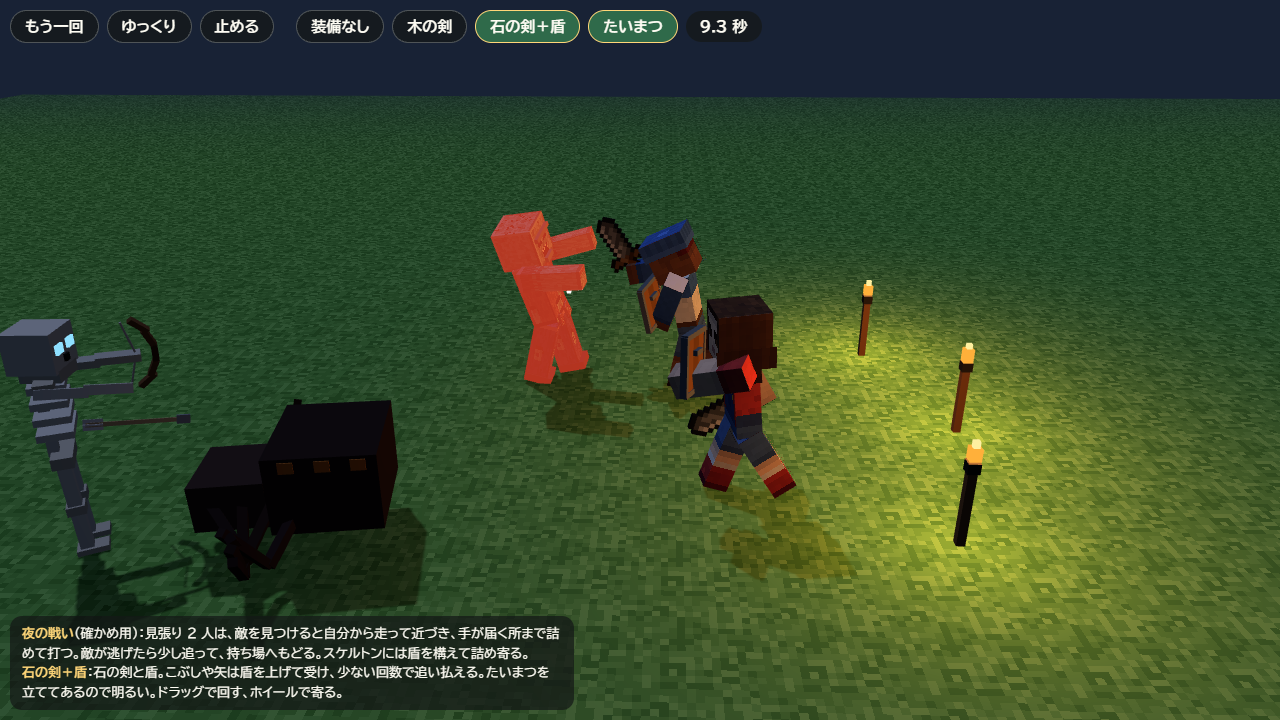 もう一回 ゆっくり 止める 装備なし 木の剣 石の剣＋盾 たいまつ 9.3 秒
夜の戦い（確かめ用）：見張り 2 人は、敵を見つけると自分から走って近づき、手が届く所まで詰
めて打つ。敵が逃げたら少し追って、持ち場へもどる。スケルトンには盾を構えて詰め寄る。
石の剣＋盾：石の剣と盾。こぶしや矢は盾を上げて受け、少ない回数で追い払える。たいまつを
立ててあるので明るい。ドラッグで回す、ホイールで寄る。